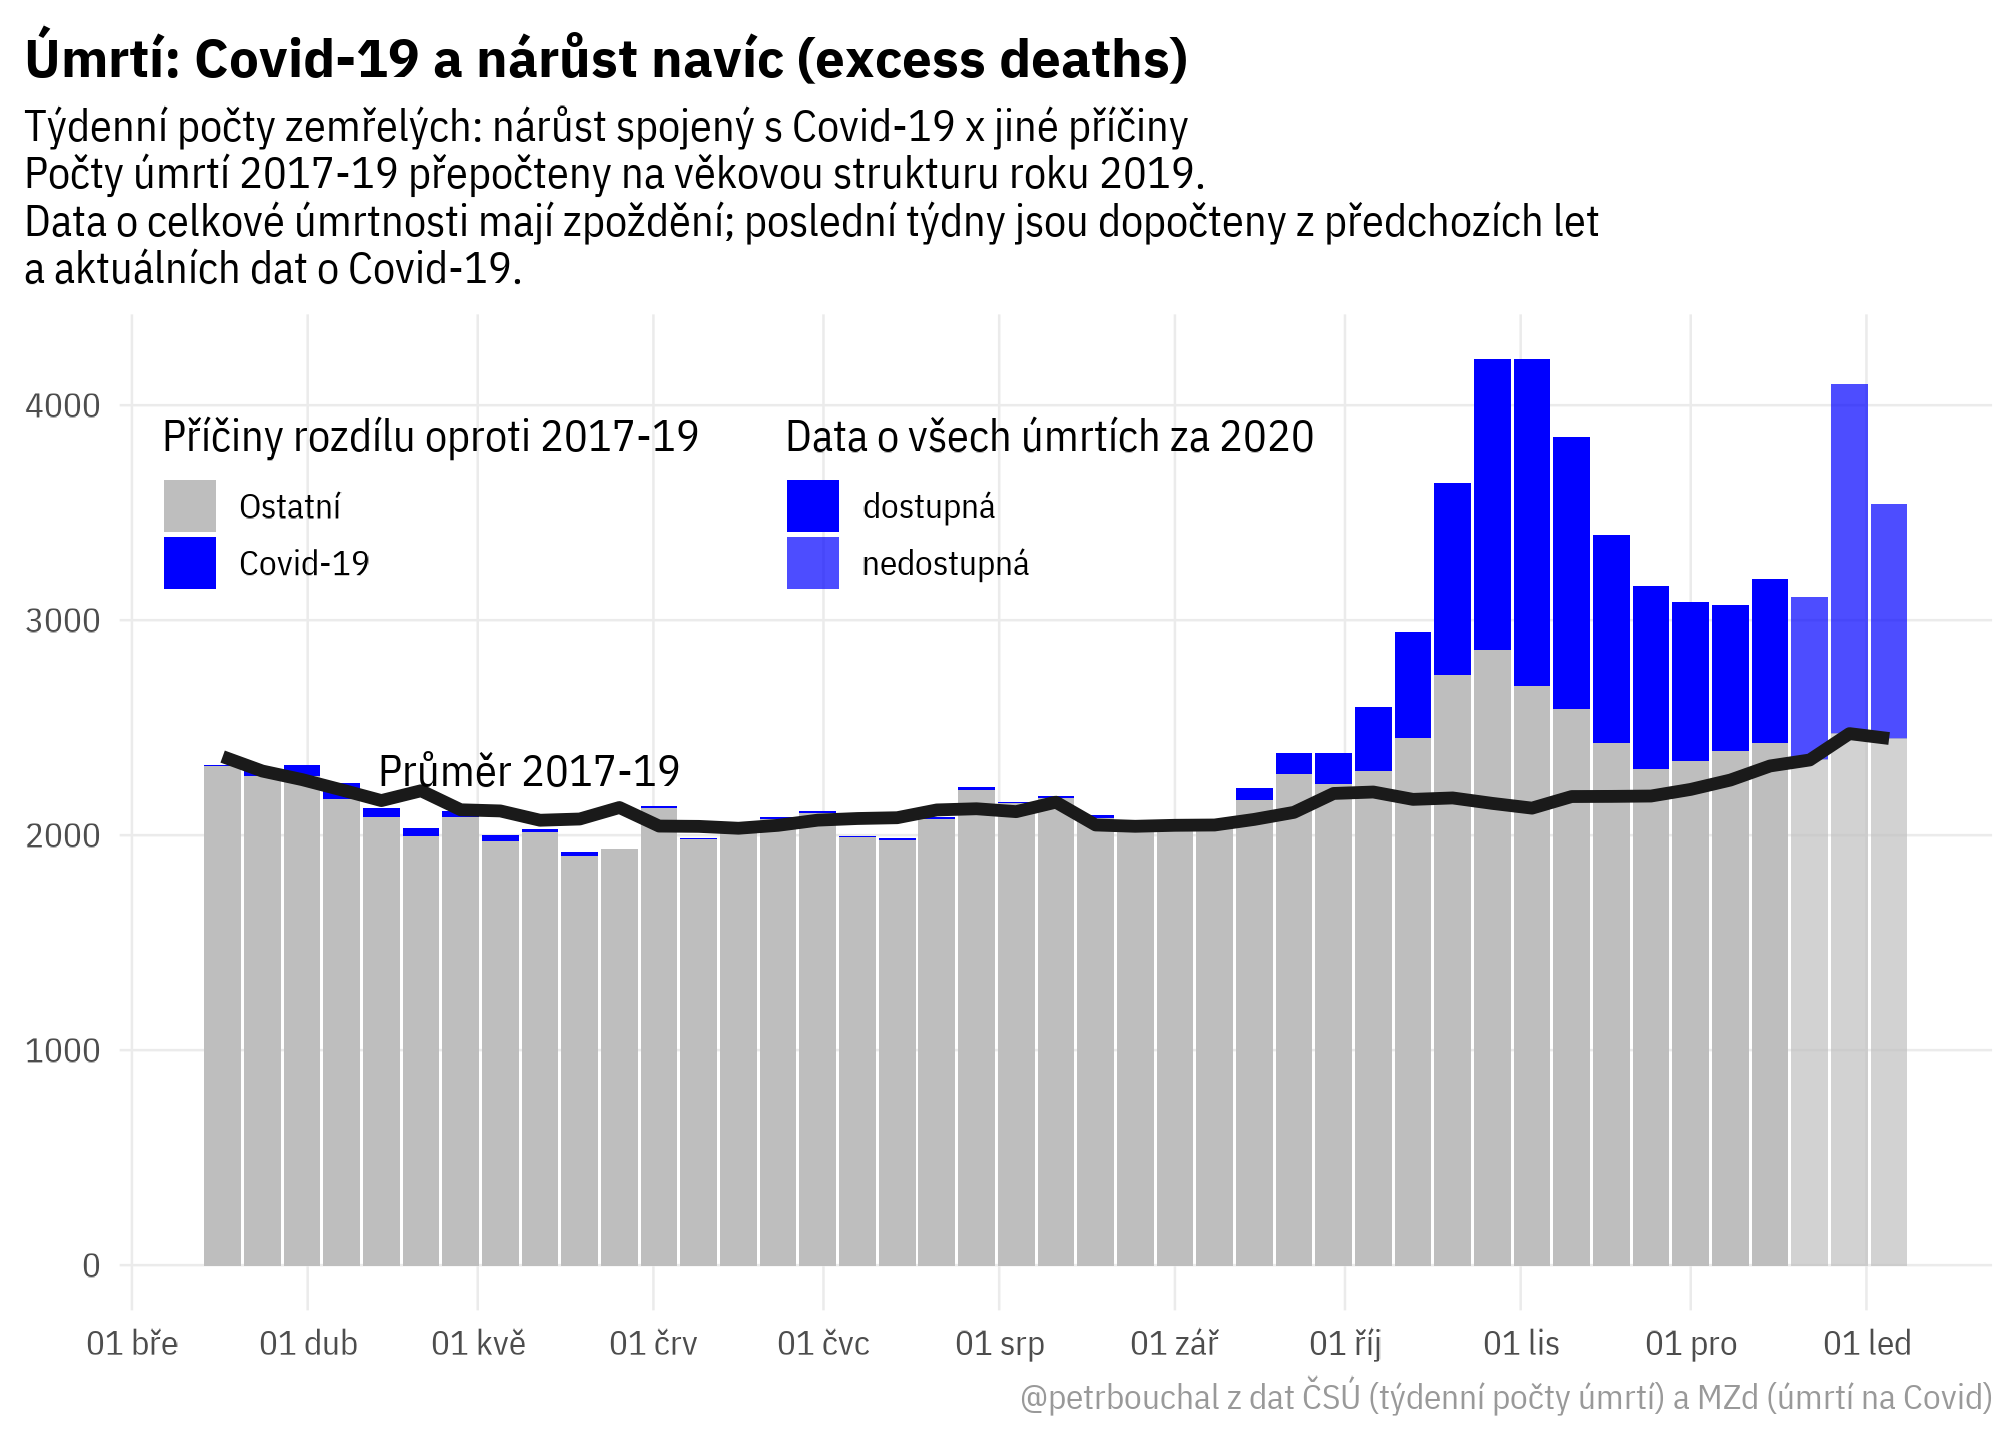 Úmrtí: Covid-19 a nárůst navíc (excess deaths)
Týdenní počty zemřelých: nárůst spojený s Covid-19 x jiné příčiny
Počty úmrtí 2017-19 přepočteny na věkovou strukturu roku 2019.
Data o celkové úmrtnosti mají zpoždění; poslední týdny jsou dopočteny z předchozích let
a aktuálních dat o Covid-19.
4000
3000
2000
1000
0
Příčiny rozdílu oproti 2017-19
Ostatní
Covid-19
Data o všech úmrtích za 2020
dostupná
nedostupná
Průměr 2017-19
01 bře
01 dub
01 kvě
01 črv
01 čvc
01 srp
01 zář
01 říj
01 lis
01 pro
01 led
@petrbouchal z dat ČSÚ (týdenní počty úmrtí) a MZd (úmrtí na Covid)